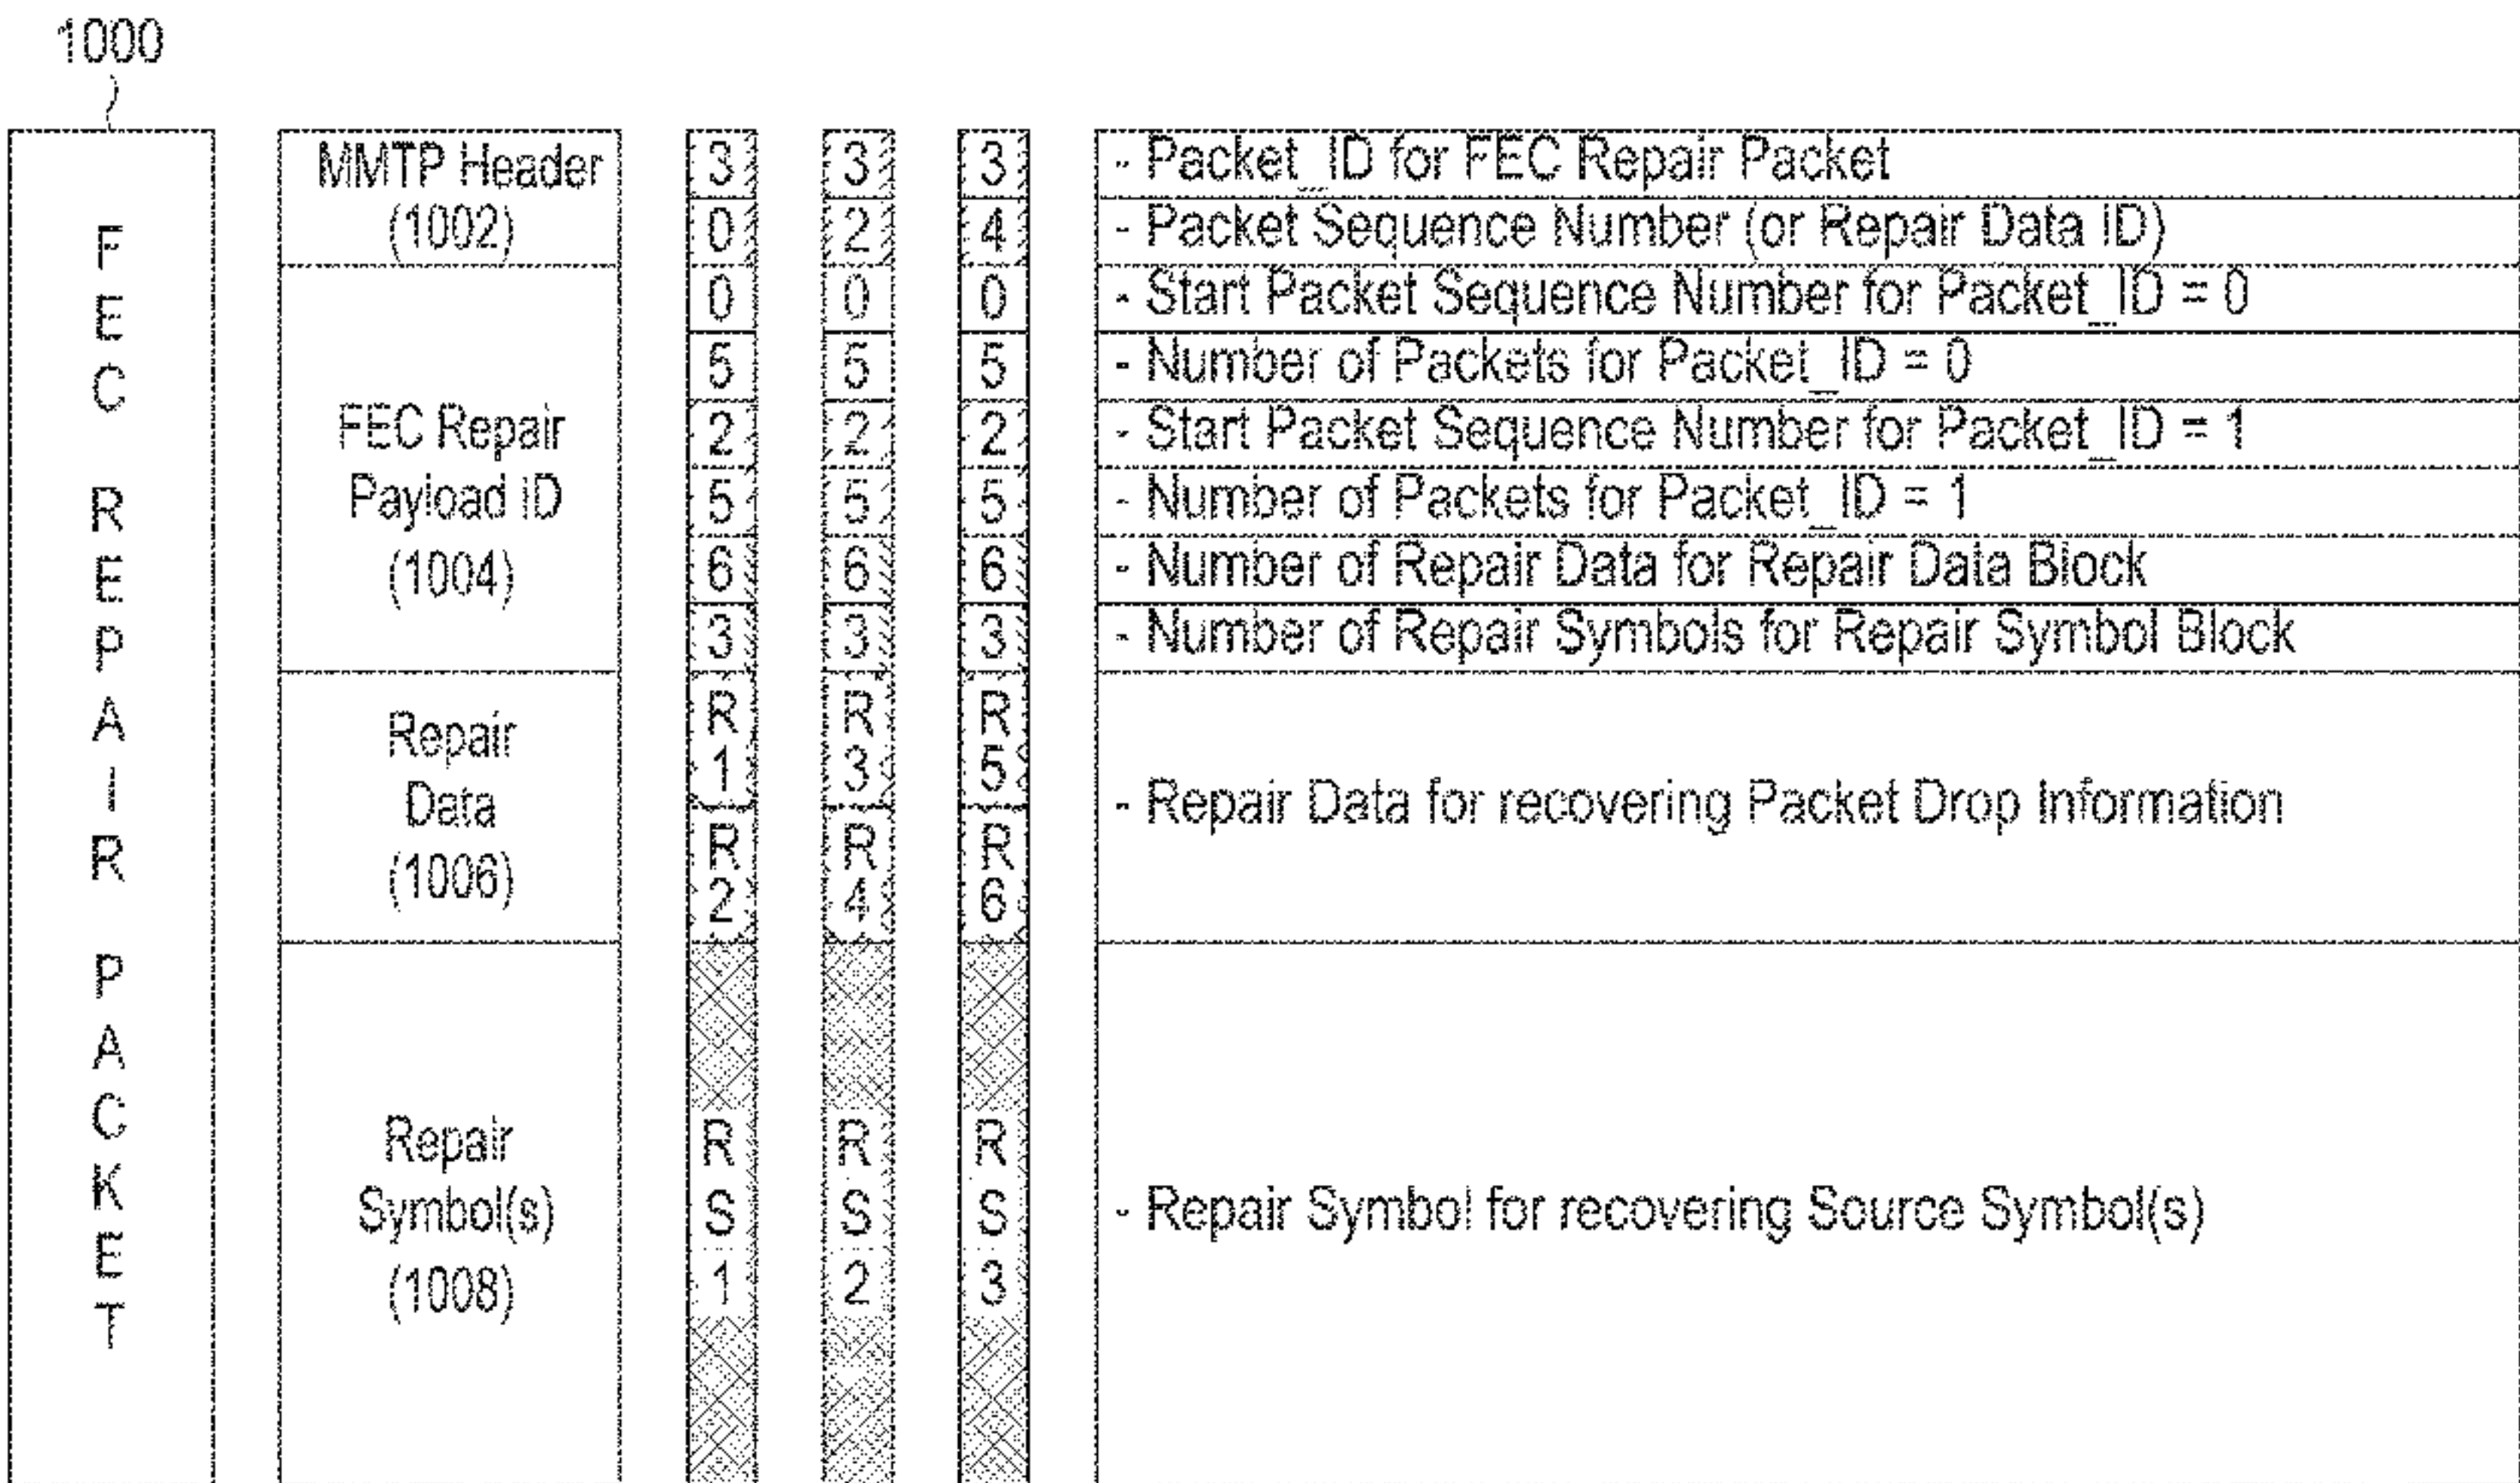 1000
FEC REPAIR PACKET
MMTP Header
(1002)
FEC Repair
Payload ID
(1004)
Repair
Data
(1006)
Repair
Symbol(s)
(1008)
3 3 3 - Packet_ID for FEC Repair Packet
0 2 4 - Packet Sequence Number (or Repair Data ID)
0 0 0 - Start Packet Sequence Number for Packet_ID = 0
5 5 5 - Number of Packets for Packet_ID = 0
2 2 2 - Start Packet Sequence Number for Packet_ID = 1
5 5 5 - Number of Packets for Packet_ID = 1
6 6 6 - Number of Repair Data for Repair Data Block
3 3 3 - Number of Repair Symbols for Repair Symbol Block
R1 R3 R5
R2 R4 R6
- Repair Data for recovering Packet Drop Information
RS1 RS2 RS3
- Repair Symbol for recovering Source Symbol(s)